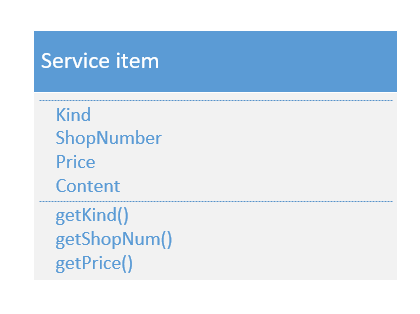 Service item
Kind
ShopNumber
Price
Content
getKind()
getShopNum()
getPrice()